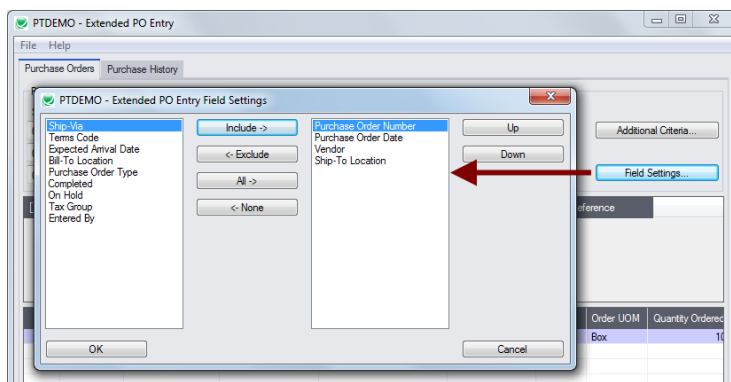 PTDEMO - Extended PO Entry
File Help
Purchase Orders Purchase History
PTDEMO - Extended PO Entry Field Settings
Ship-Via
Terms Code
Expected Arrival Date
Bill-To Location
Purchase Order Type
Completed
On Hold
Tax Group
Entered By
Include ->
<- Exclude
All ->
<- None
Purchase Order Number
Purchase Order Date
Vendor
Ship-To Location
Up
Down
OK
Cancel
Additional Criteria...
Field Settings...
eference
Order UOM Quantity Ordered
Box